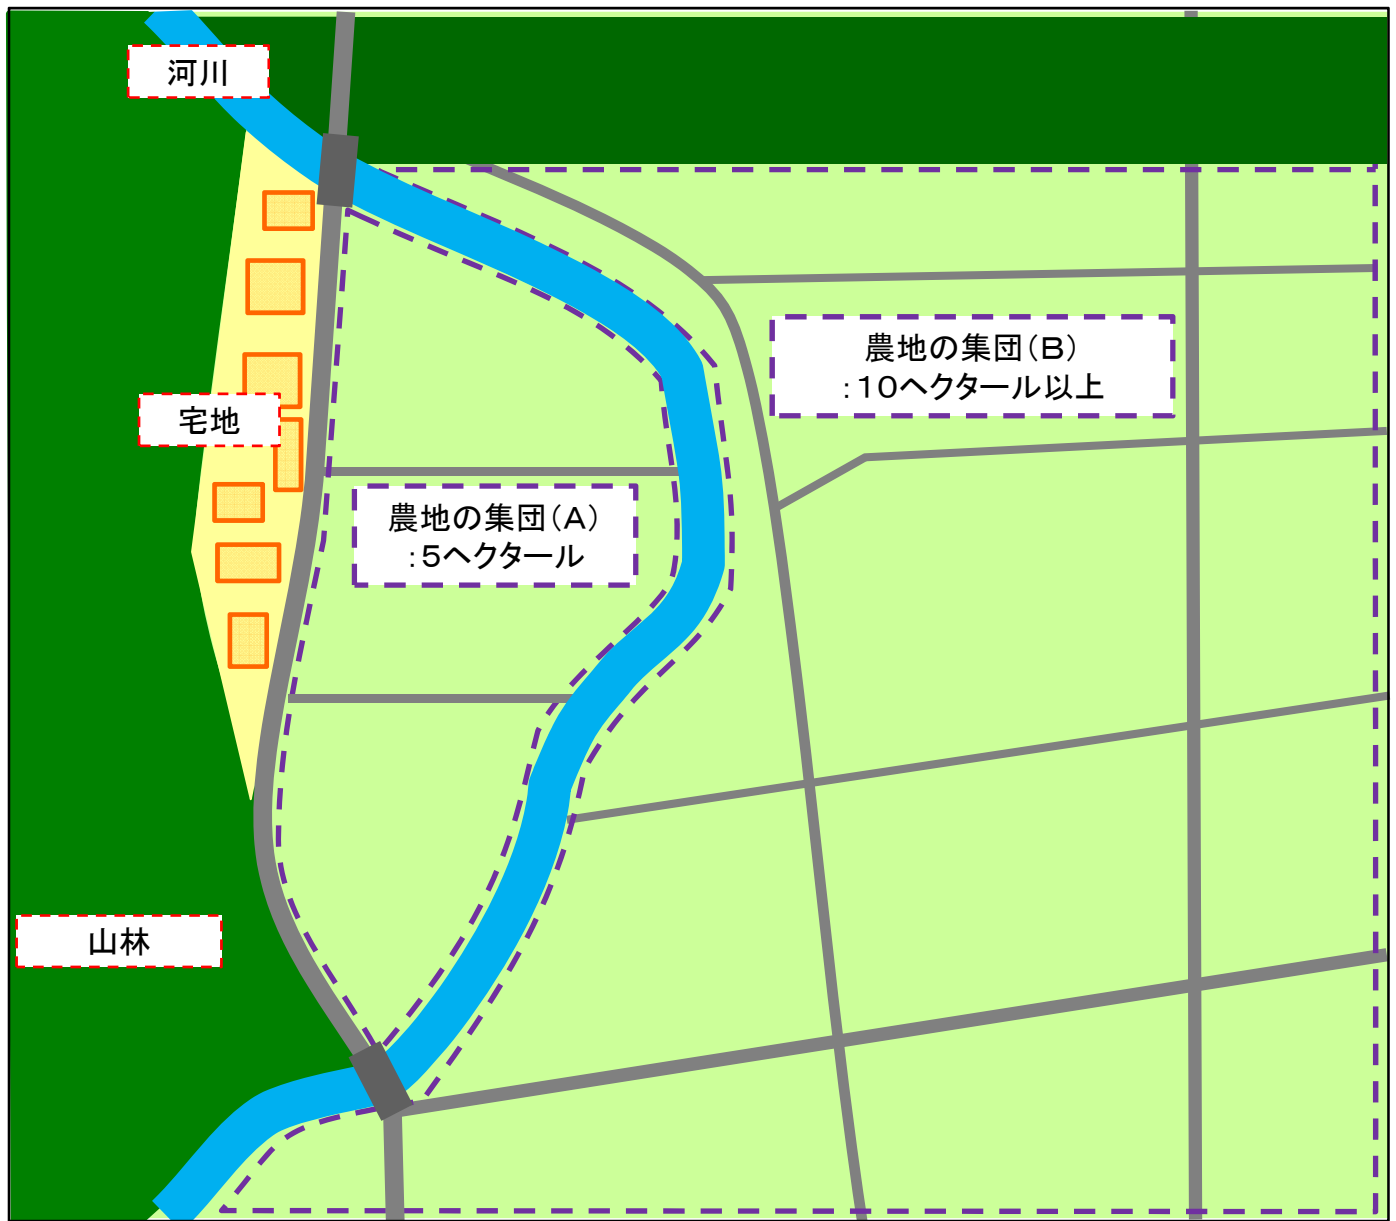 河川
農地の集団（B）
：10ヘクタール以上
宅地
農地の集団（A）
：5ヘクタール
山林